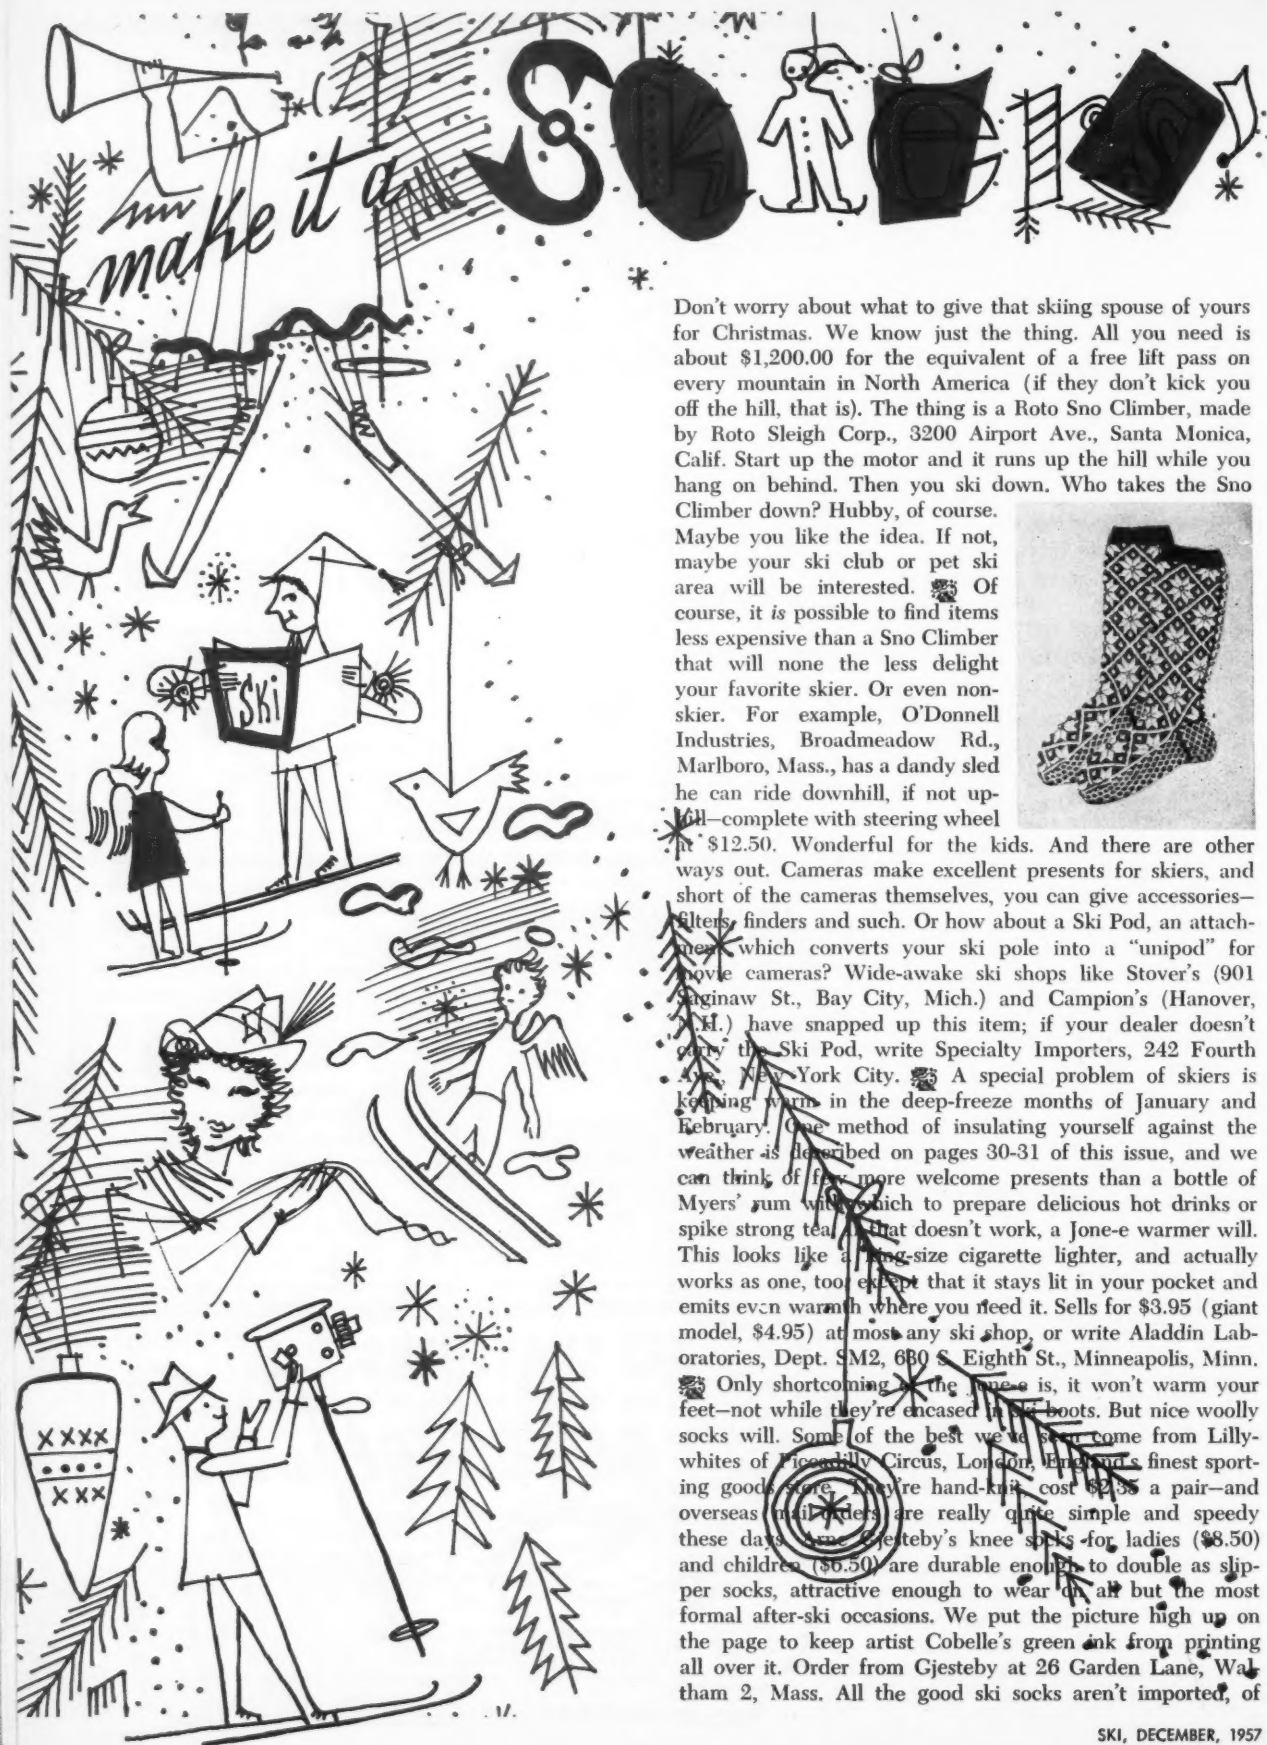 make it a
SKIER'S
Don't worry about what to give that skiing spouse of yours
for Christmas. We know just the thing. All you need is
about $1,200.00 for the equivalent of a free lift pass on
every mountain in North America (if they don't kick you
off the hill, that is). The thing is a Roto Sno Climber, made
by Roto Sleigh Corp., 3200 Airport Ave., Santa Monica,
Calif. Start up the motor and it runs up the hill while you
hang on behind. Then you ski down. Who takes the Sno
Climber down? Hubby, of course.
Maybe you like the idea. If not,
maybe your ski club or pet ski
area will be interested. Of
course, it is possible to find items
less expensive than a Sno Climber
that will none the less delight
your favorite skier. Or even non-
skier. For example, O'Donnell
Industries, Broadmeadow Rd.,
Marlboro, Mass., has a dandy sled
he can ride downhill, if not up-
hill—complete with steering wheel
at $12.50. Wonderful for the kids. And there are other
ways out. Cameras make excellent presents for skiers, and
short of the cameras themselves, you can give accessories—
filters, finders and such. Or how about a Ski Pod, an attach-
ment which converts your ski pole into a "unipod" for
movie cameras? Wide-awake ski shops like Stover's (901
Saginaw St., Bay City, Mich.) and Campion's (Hanover,
N.H.) have snapped up this item; if your dealer doesn't
carry the Ski Pod, write Specialty Importers, 242 Fourth
Ave., New York City. A special problem of skiers is
keeping warm in the deep-freeze months of January and
February. One method of insulating yourself against the
weather is described on pages 30-31 of this issue, and we
can think of few more welcome presents than a bottle of
Myers' rum with which to prepare delicious hot drinks or
spike strong tea. If that doesn't work, a Jone-e warmer will.
This looks like a king-size cigarette lighter, and actually
works as one, too, except that it stays lit in your pocket and
emits even warmth where you need it. Sells for $3.95 (giant
model, $4.95) at most any ski shop, or write Aladdin Lab-
oratories, Dept. SM2, 630 S. Eighth St., Minneapolis, Minn.
Only shortcoming of the Jone-e is, it won't warm your
feet—not while they're encased in ski boots. But nice woolly
socks will. Some of the best we've seen come from Lilly-
whites of Piccadilly Circus, London, England's finest sport-
ing goods store. They're hand-knit, cost $2.35 a pair—and
overseas mail orders are really quite simple and speedy
these days. Arne Gjesteby's knee socks for ladies ($8.50)
and children ($6.50) are durable enough to double as slip-
per socks, attractive enough to wear on all but the most
formal after-ski occasions. We put the picture high up on
the page to keep artist Cobelle's green ink from printing
all over it. Order from Gjesteby at 26 Garden Lane, Wal-
tham 2, Mass. All the good ski socks aren't imported, of
SKI
XXXX
XXX
SKI, DECEMBER, 1957